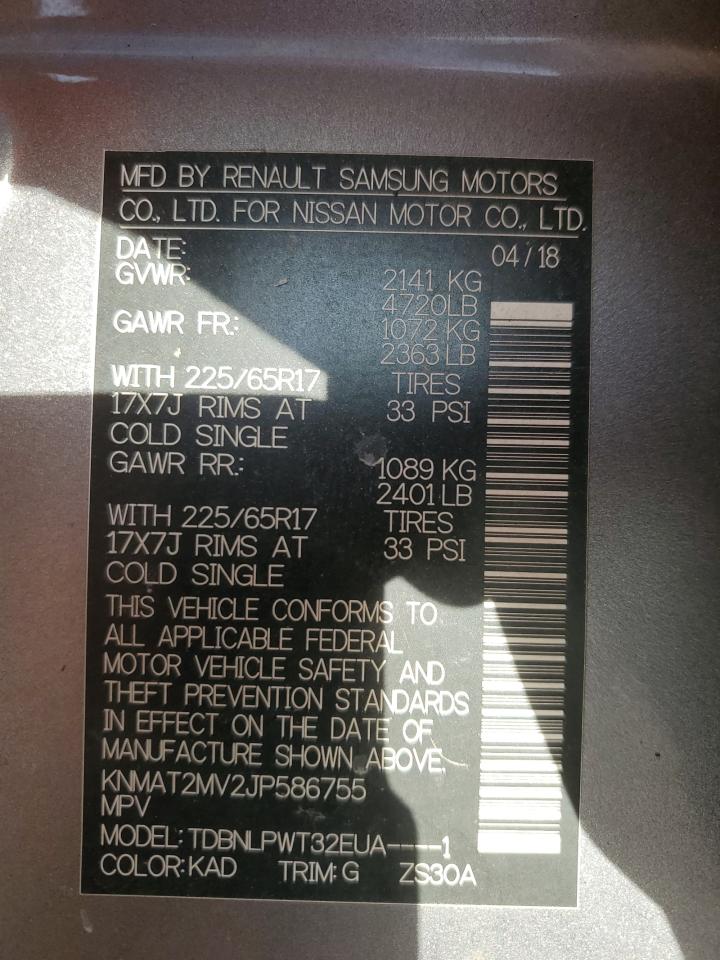 MFD BY RENAULT SAMSUNG MOTORS
CO., LTD. FOR NISSAN MOTOR CO., LTD.
DATE: 04/18
GVWR: 2141 KG
4720LB
GAWR FR.: 1072 KG
2363 LB
WITH 225/65R17 TIRES
17X7J RIMS AT 33 PSI
COLD SINGLE
GAWR RR.: 1089 KG
2401 LB
WITH 225/65R17 TIRES
17X7J RIMS AT 33 PSI
COLD SINGLE
THIS VEHICLE CONFORMS TO
ALL APPLICABLE FEDERAL
MOTOR VEHICLE SAFETY AND
THEFT PREVENTION STANDARDS
IN EFFECT ON THE DATE OF
MANUFACTURE SHOWN ABOVE.
KNMAT2MV2JP586755
MPV
MODEL: TDBNLPWT32EUA----1
COLOR: KAD TRIM: G ZS30A